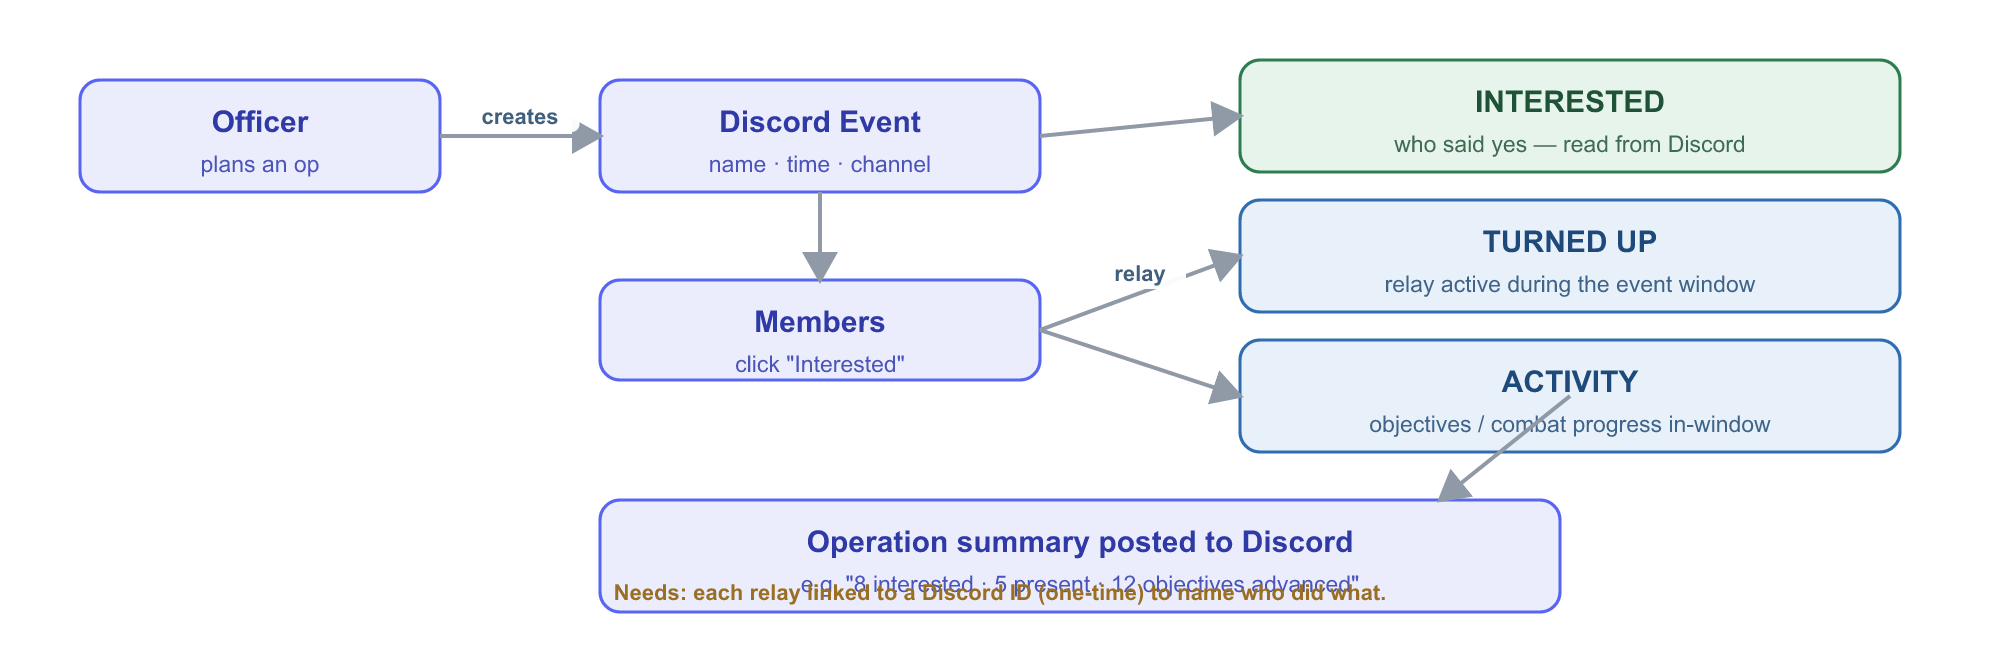 Officer
plans an op
creates
Discord Event
name · time · channel
INTERESTED
who said yes — read from Discord
TURNED UP
relay active during the event window
relay
Members
click "Interested"
ACTIVITY
objectives / combat progress in-window
Operation summary posted to Discord
e.g. "8 interested · 5 present · 12 objectives advanced"
Needs: each relay linked to a Discord ID (one-time) to name who did what.